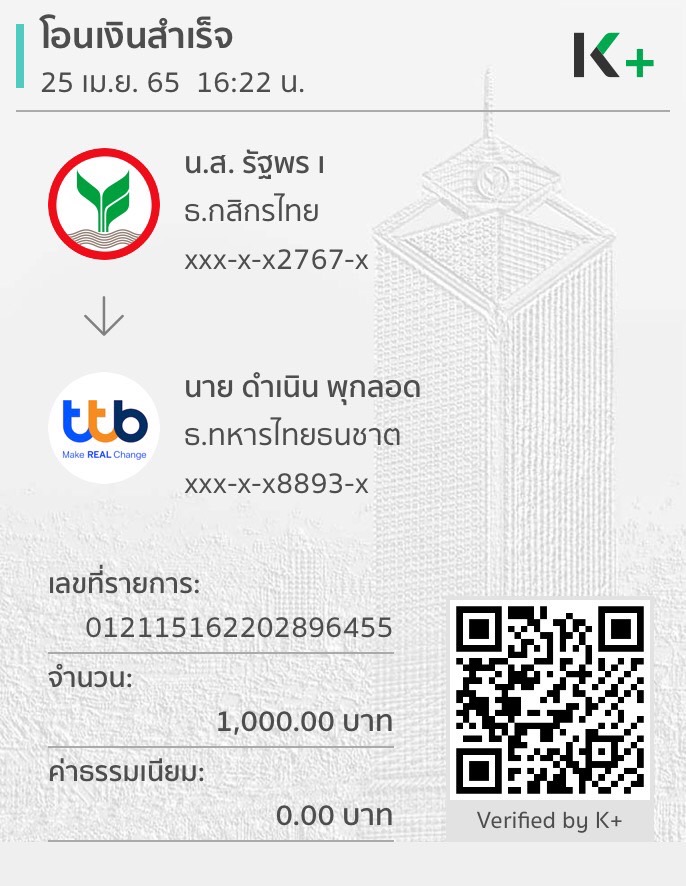 โอนเงินสำเร็จ
25 เม.ย. 65 16:22 น.
K+
น.ส. รัฐพร เ
ธ.กสิกรไทย
xxx-x-x2767-x
นาย ดำเนิน พุกลอด
ttb
Make REAL Change
ธ.ทหารไทยธนชาต
xxx-x-x8893-x
เลขที่รายการ:
012115162202896455
จำนวน:
1,000.00 บาท
ค่าธรรมเนียม:
0.00 บาท
Verified by K+